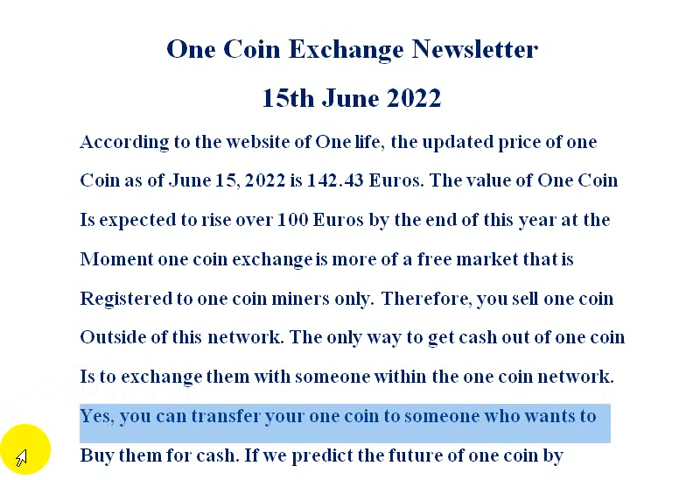 One Coin Exchange Newsletter
15th June 2022
According to the website of One life, the updated price of one
Coin as of June 15, 2022 is 142.43 Euros. The value of One Coin
Is expected to rise over 100 Euros by the end of this year at the
Moment one coin exchange is more of a free market that is
Registered to one coin miners only. Therefore, you sell one coin
Outside of this network. The only way to get cash out of one coin
Is to exchange them with someone within the one coin network.
Yes, you can transfer your one coin to someone who wants to
Buy them for cash. If we predict the future of one coin by